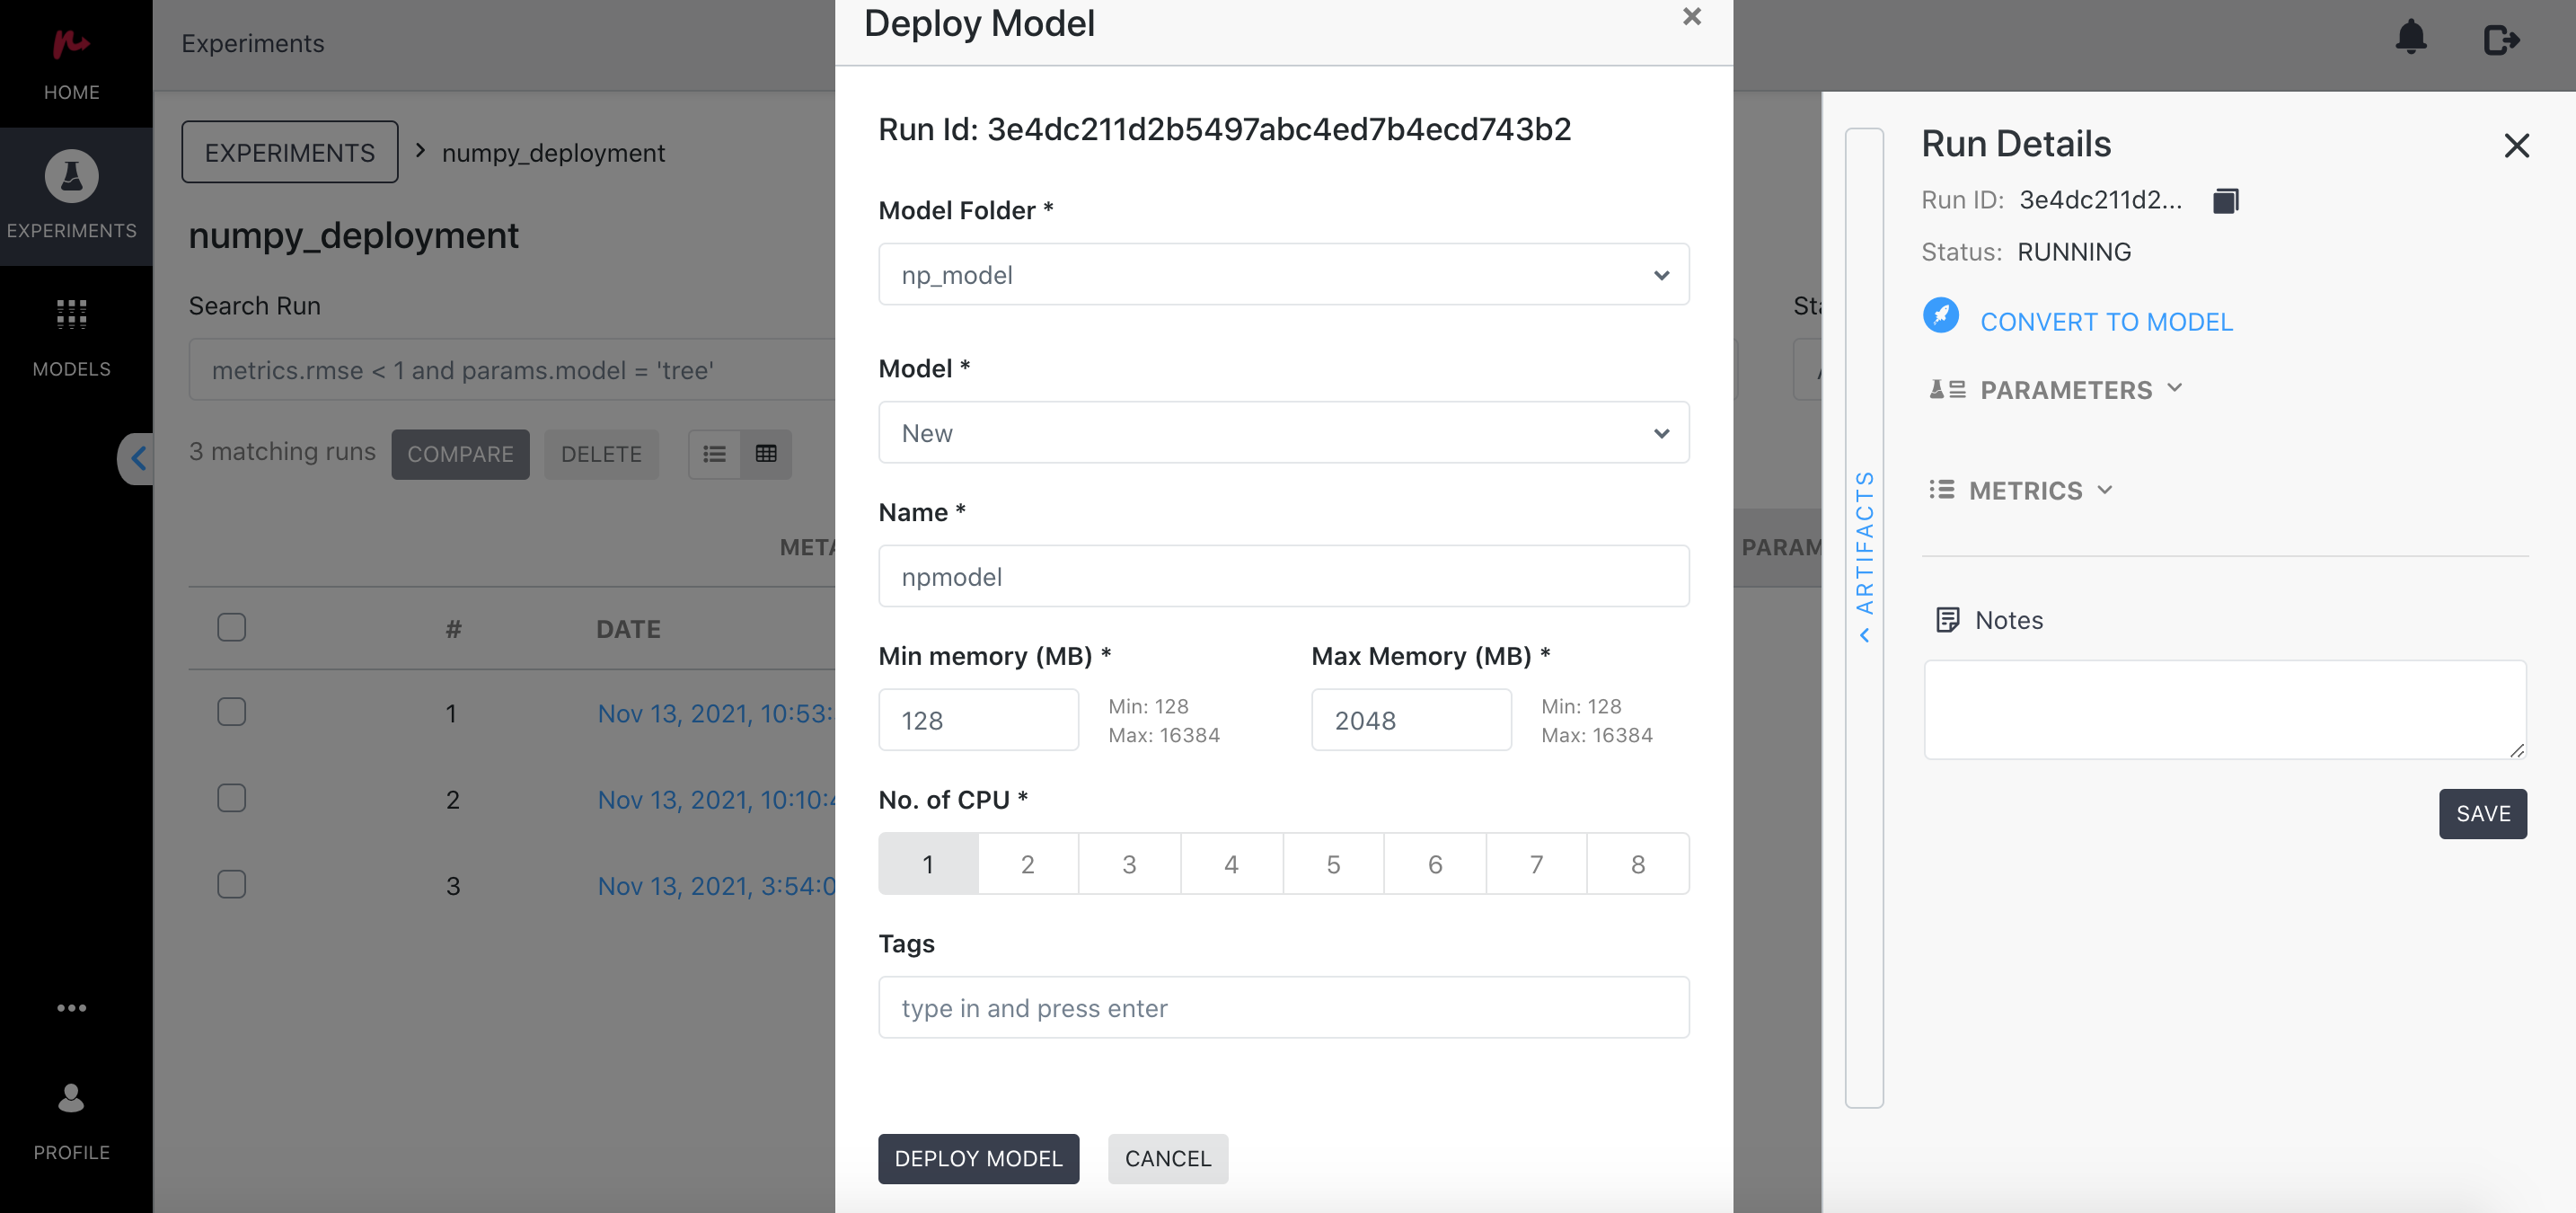 HOME
EXPERIMENTS
MODELS
PROFILE
Experiments
EXPERIMENTS > numpy_deployment
numpy_deployment
Search Run
metrics.rmse < 1 and params.model = 'tree'
3 matching runs COMPARE DELETE
# DATE
1 Nov 13, 2021, 10:53:
2 Nov 13, 2021, 10:10:
3 Nov 13, 2021, 3:54:0
Deploy Model
Run Id: 3e4dc211d2b5497abc4ed7b4ecd743b2
Model Folder *
np_model
Model *
New
Name *
npmodel
Min memory (MB) * Max Memory (MB) *
128 Min: 128 Max: 16384 2048 Min: 128 Max: 16384
No. of CPU *
1 2 3 4 5 6 7 8
Tags
type in and press enter
DEPLOY MODEL CANCEL
ARTIFACTS
Run Details
Run ID: 3e4dc211d2...
Status: RUNNING
CONVERT TO MODEL
PARAMETERS
METRICS
Notes
SAVE